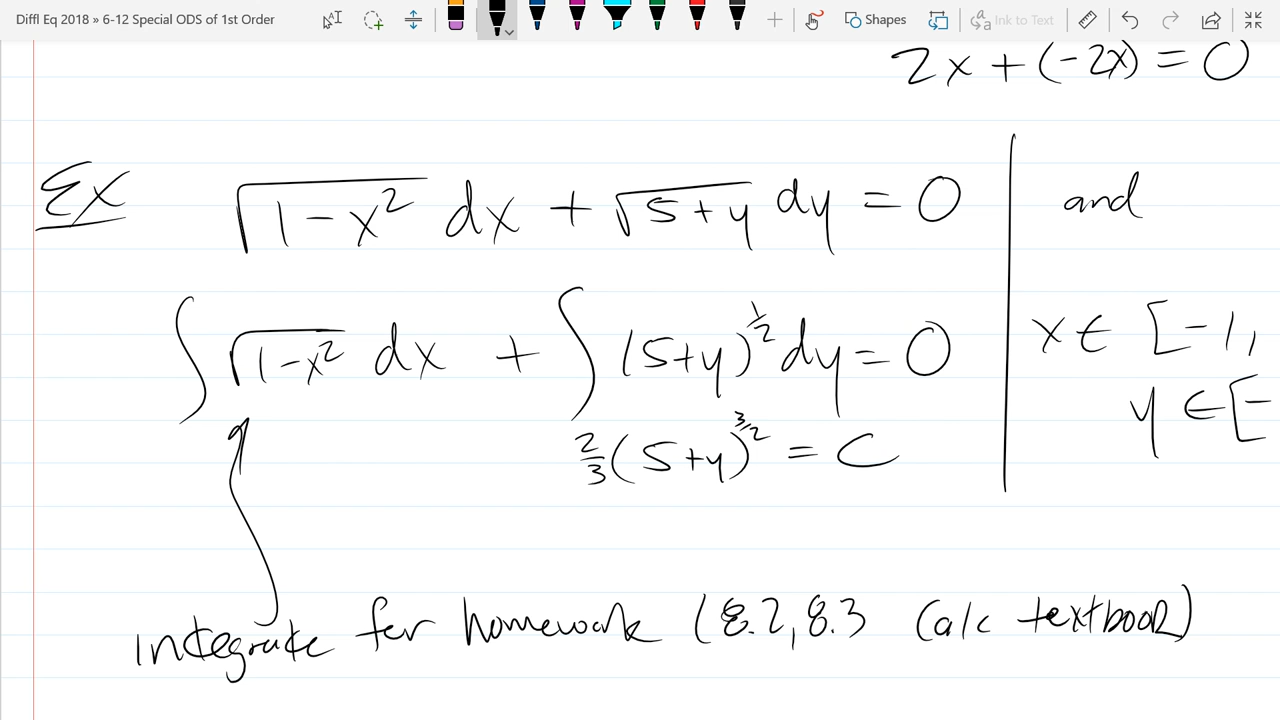 Diffl Eq 2018 » 6-12 Special ODS of 1st Order
Shapes
Ink to Text
2x + (-2x) = 0
Ex √(1-x²) dx + √(5+y) dy = 0
and
∫ √(1-x²) dx + ∫ (5+y)^(1/2) dy = 0
x ∈ [-1,
y ∈ [-
2/3 (5+y)^(3/2) = C
integrate for homework (8.2, 8.3 Calc textbook)